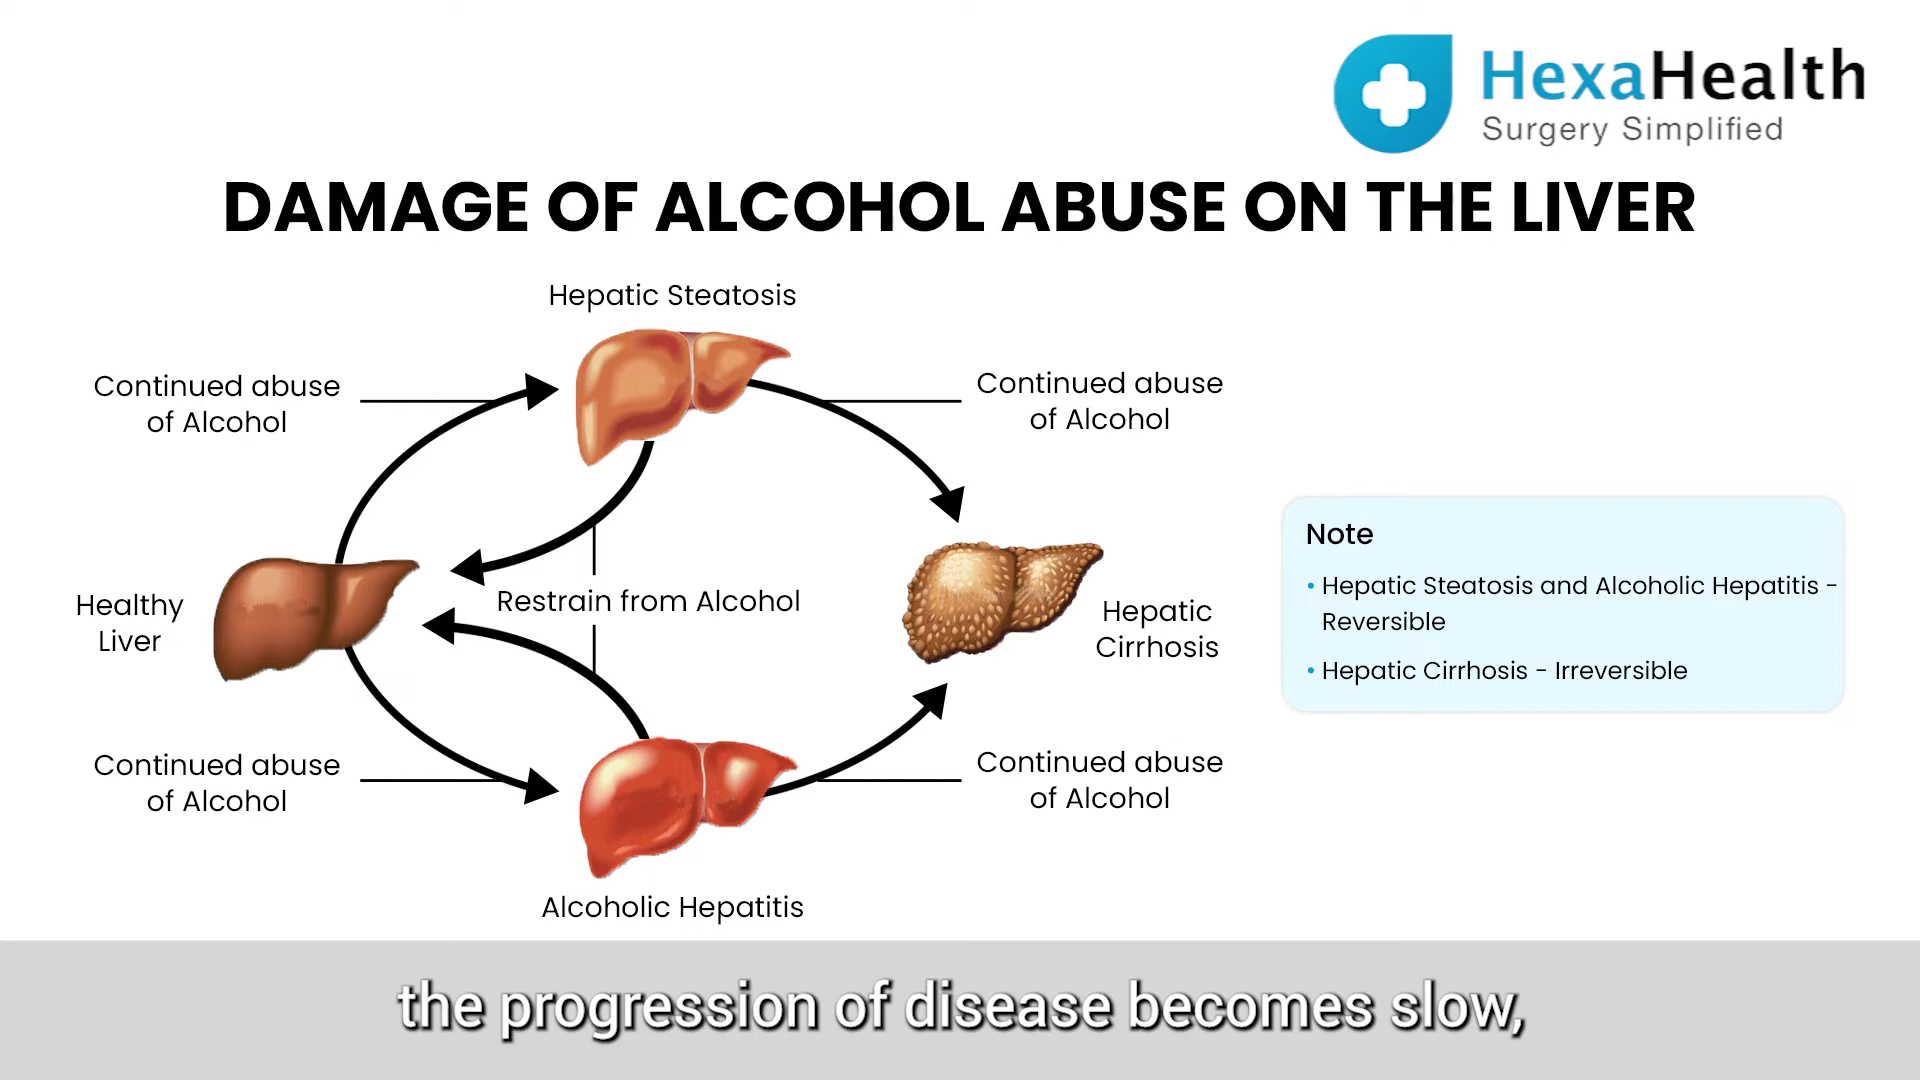 HexaHealth
Surgery Simplified
DAMAGE OF ALCOHOL ABUSE ON THE LIVER
Hepatic Steatosis
Continued abuse
of Alcohol
Continued abuse
of Alcohol
Healthy
Liver
Restrain from Alcohol
Hepatic
Cirrhosis
Note
• Hepatic Steatosis and Alcoholic Hepatitis -
Reversible
• Hepatic Cirrhosis - Irreversible
Continued abuse
of Alcohol
Continued abuse
of Alcohol
Alcoholic Hepatitis
the progression of disease becomes slow,